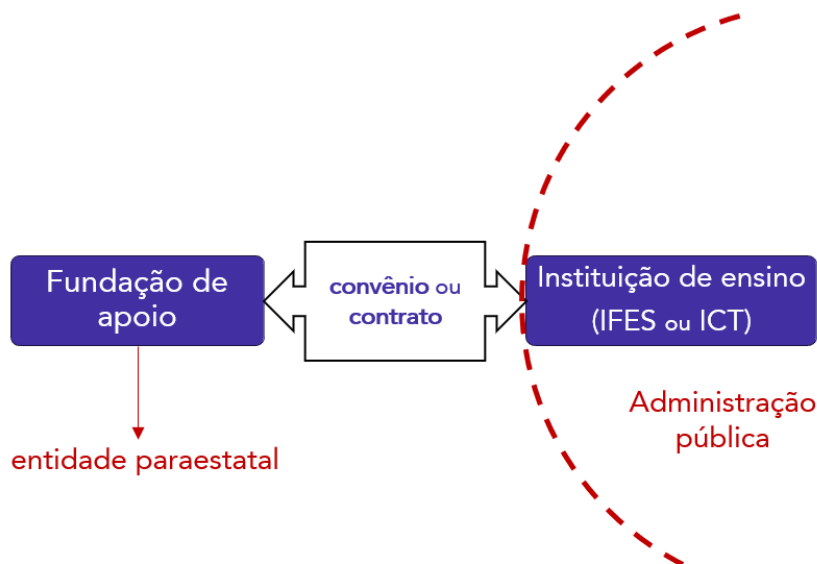 Fundação de
apoio
convênio ou
contrato
Instituição de ensino
(IFES ou ICT)
Administração
pública
entidade paraestatal